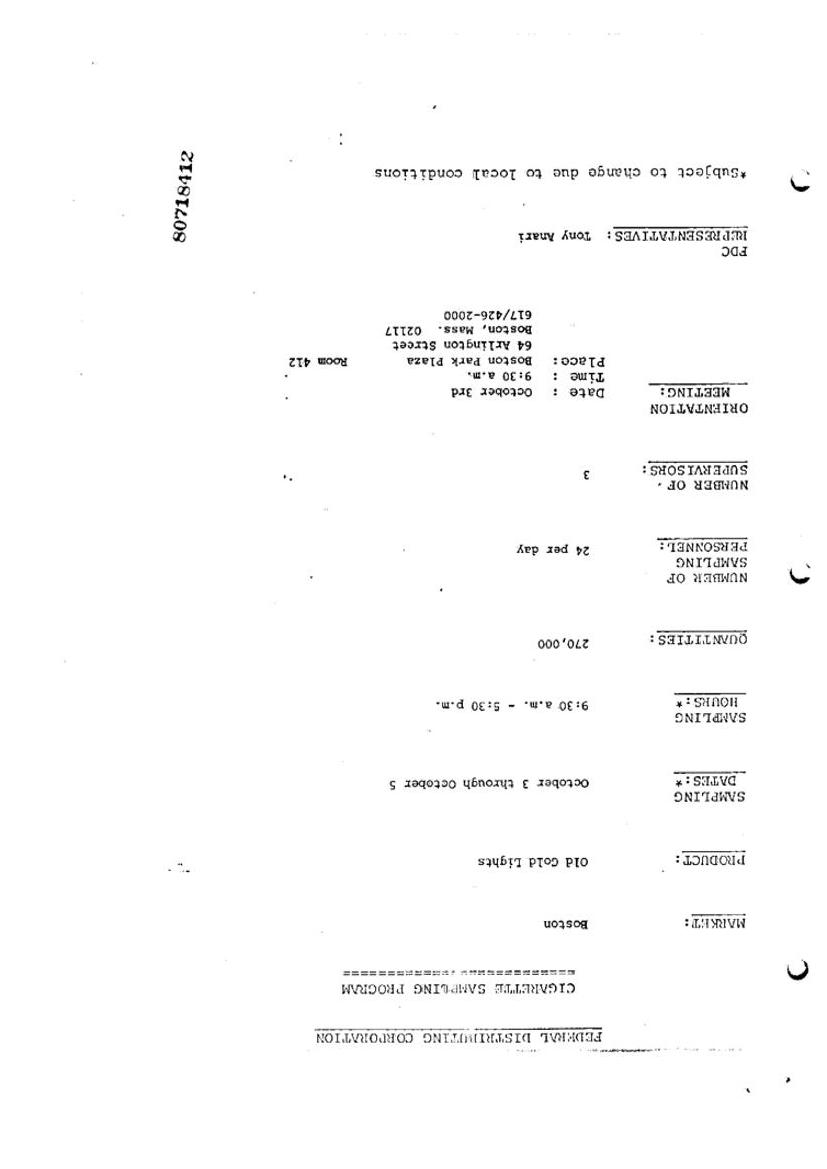 FEDERAL DISTRIBUTING CORPORATION
CIGARETTE SAMPLING PROGRAM
MARKET: Boston
PRODUCT: Old Gold Lights
SAMPLING
DATES:* October 3 through October 5
SAMPLING
HOURS:* 9:30 a.m. - 5:30 p.m.
QUANTITIES: 270,000
NUMBER OF
SAMPLING
PERSONNEL: 24 per day
NUMBER OF
SUPERVISORS: 3
ORIENTATION
MEETING: Date : October 3rd
Time : 9:30 a.m.
Place: Boston Park Plaza Room 412
64 Arlington Street
Boston, Mass. 02117
617/426-2000
FDC
REPRESENTATIVES: Tony Anari
*Subject to change due to local conditions
80718412